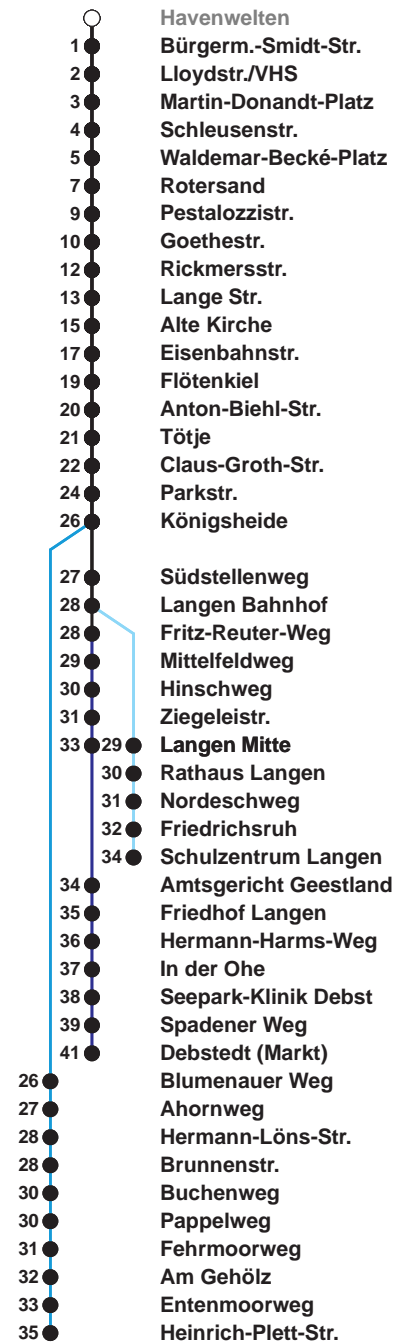 Havenwelten
1 Bürgerm.-Smidt-Str.
2 Lloydstr./VHS
3 Martin-Donandt-Platz
4 Schleusenstr.
5 Waldemar-Becké-Platz
7 Rotersand
9 Pestalozzistr.
10 Goethestr.
12 Rickmersstr.
13 Lange Str.
15 Alte Kirche
17 Eisenbahnstr.
19 Flötenkiel
20 Anton-Biehl-Str.
21 Tötje
22 Claus-Groth-Str.
24 Parkstr.
26 Königsheide
27 Südstellenweg
28 Langen Bahnhof
28 Fritz-Reuter-Weg
29 Mittelfeldweg
30 Hinschweg
31 Ziegeleistr.
33 29 Langen Mitte
30 Rathaus Langen
31 Nordeschweg
32 Friedrichsruh
34 Schulzentrum Langen
34 Amtsgericht Geestland
35 Friedhof Langen
36 Hermann-Harms-Weg
37 In der Ohe
38 Seepark-Klinik Debst
39 Spadener Weg
41 Debstedt (Markt)
26 Blumenauer Weg
27 Ahornweg
28 Hermann-Löns-Str.
28 Brunnenstr.
30 Buchenweg
30 Pappelweg
31 Fehrmoorweg
32 Am Gehölz
33 Entenmoorweg
35 Heinrich-Plett-Str.